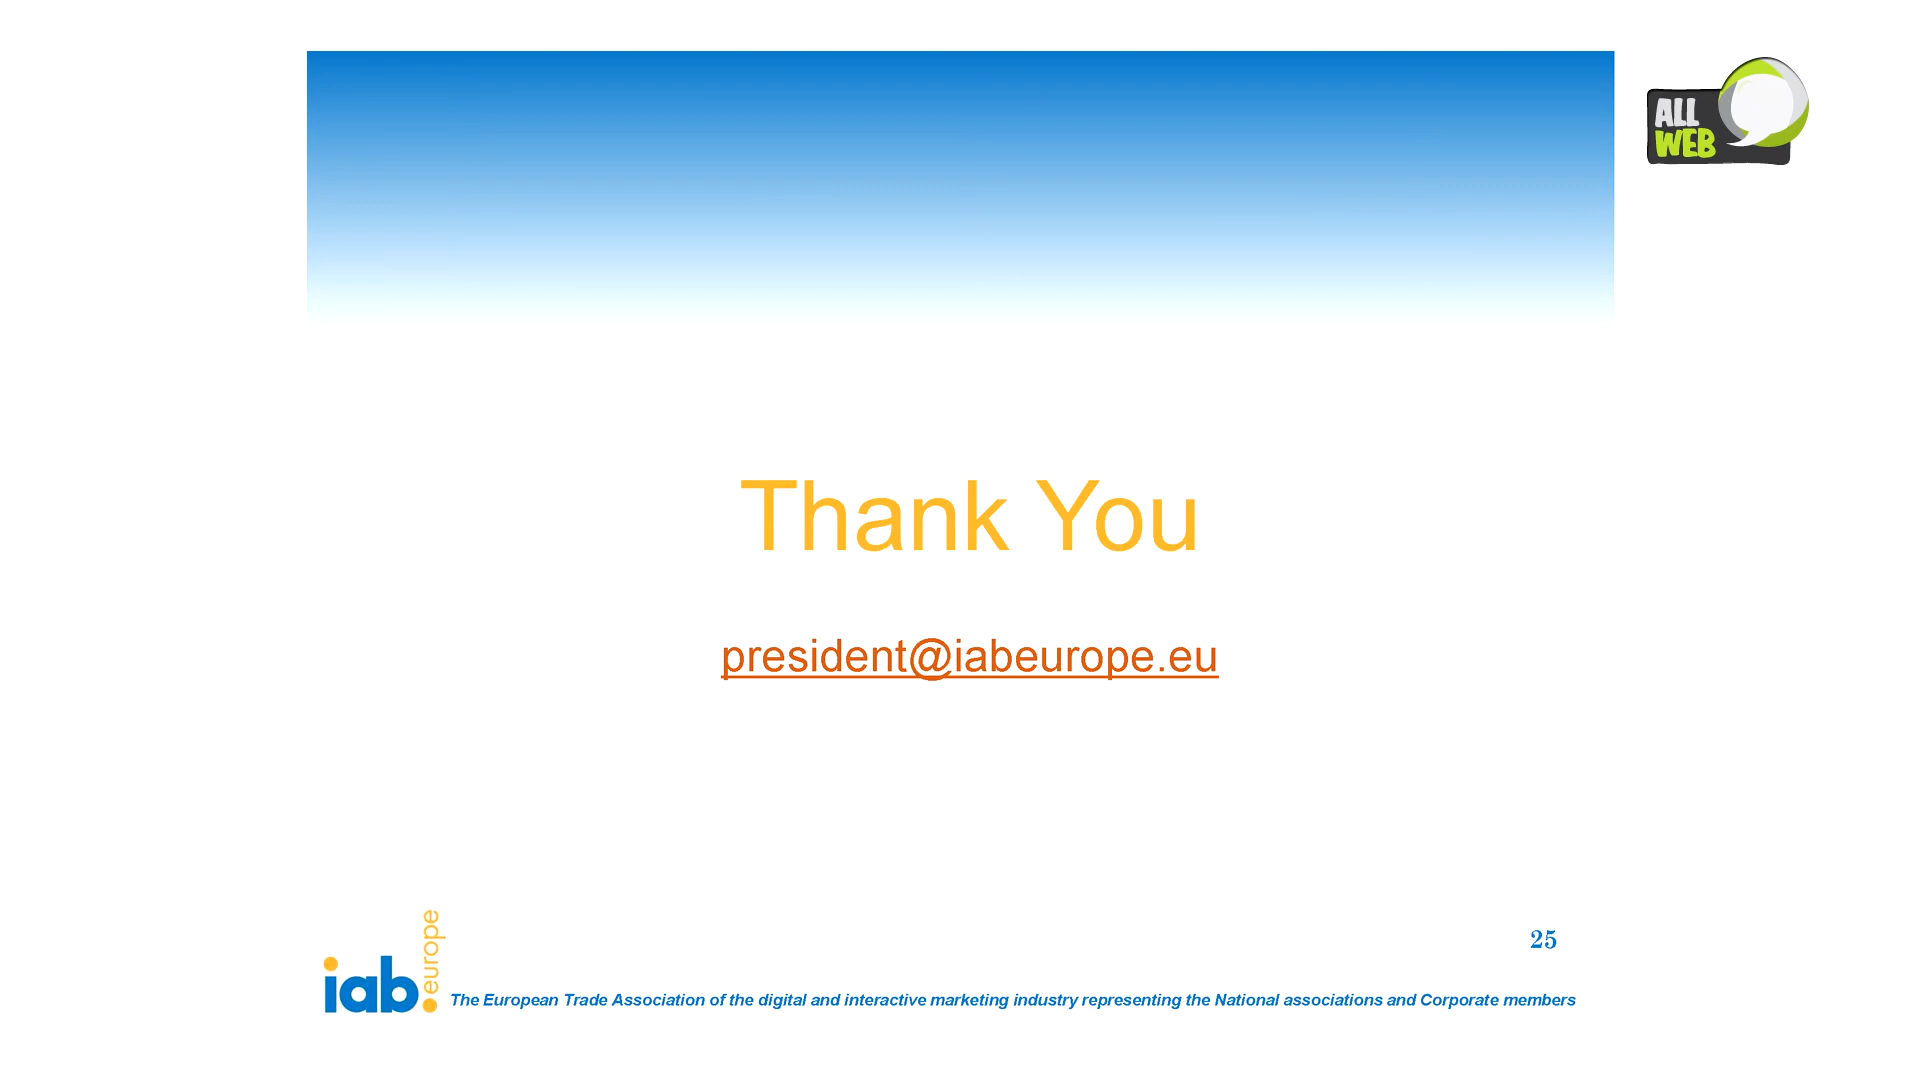 ALL
WEB
Thank You
president@iabeurope.eu
25
iab europe
The European Trade Association of the digital and interactive marketing industry representing the National associations and Corporate members